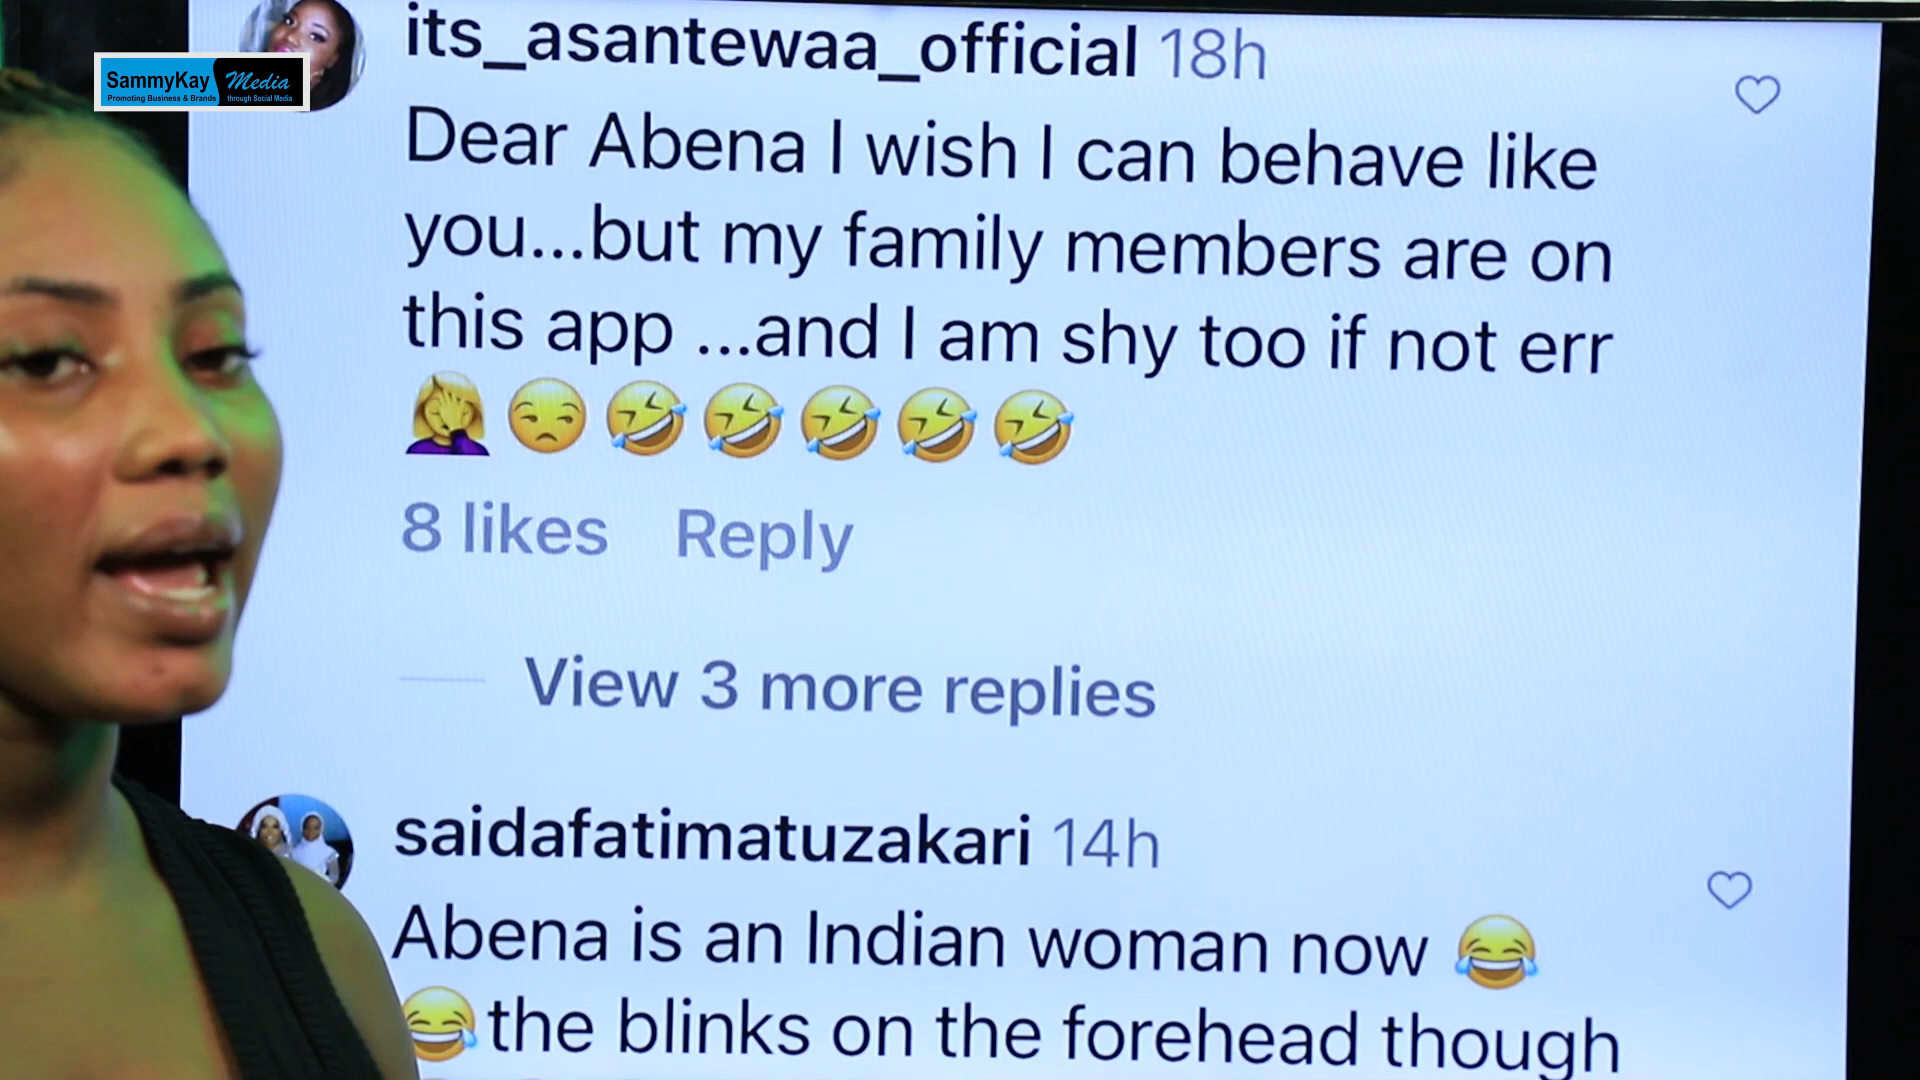 SammyKay Media
Promoting Business & Brands through Social Media
its_asantewaa_official 18h
Dear Abena I wish I can behave like
you...but my family members are on
this app ...and I am shy too if not err
🤦‍♀️😒🤣🤣🤣🤣🤣
8 likes Reply
View 3 more replies
saidafatimatuzakari 14h
Abena is an Indian woman now 😂
😂the blinks on the forehead though